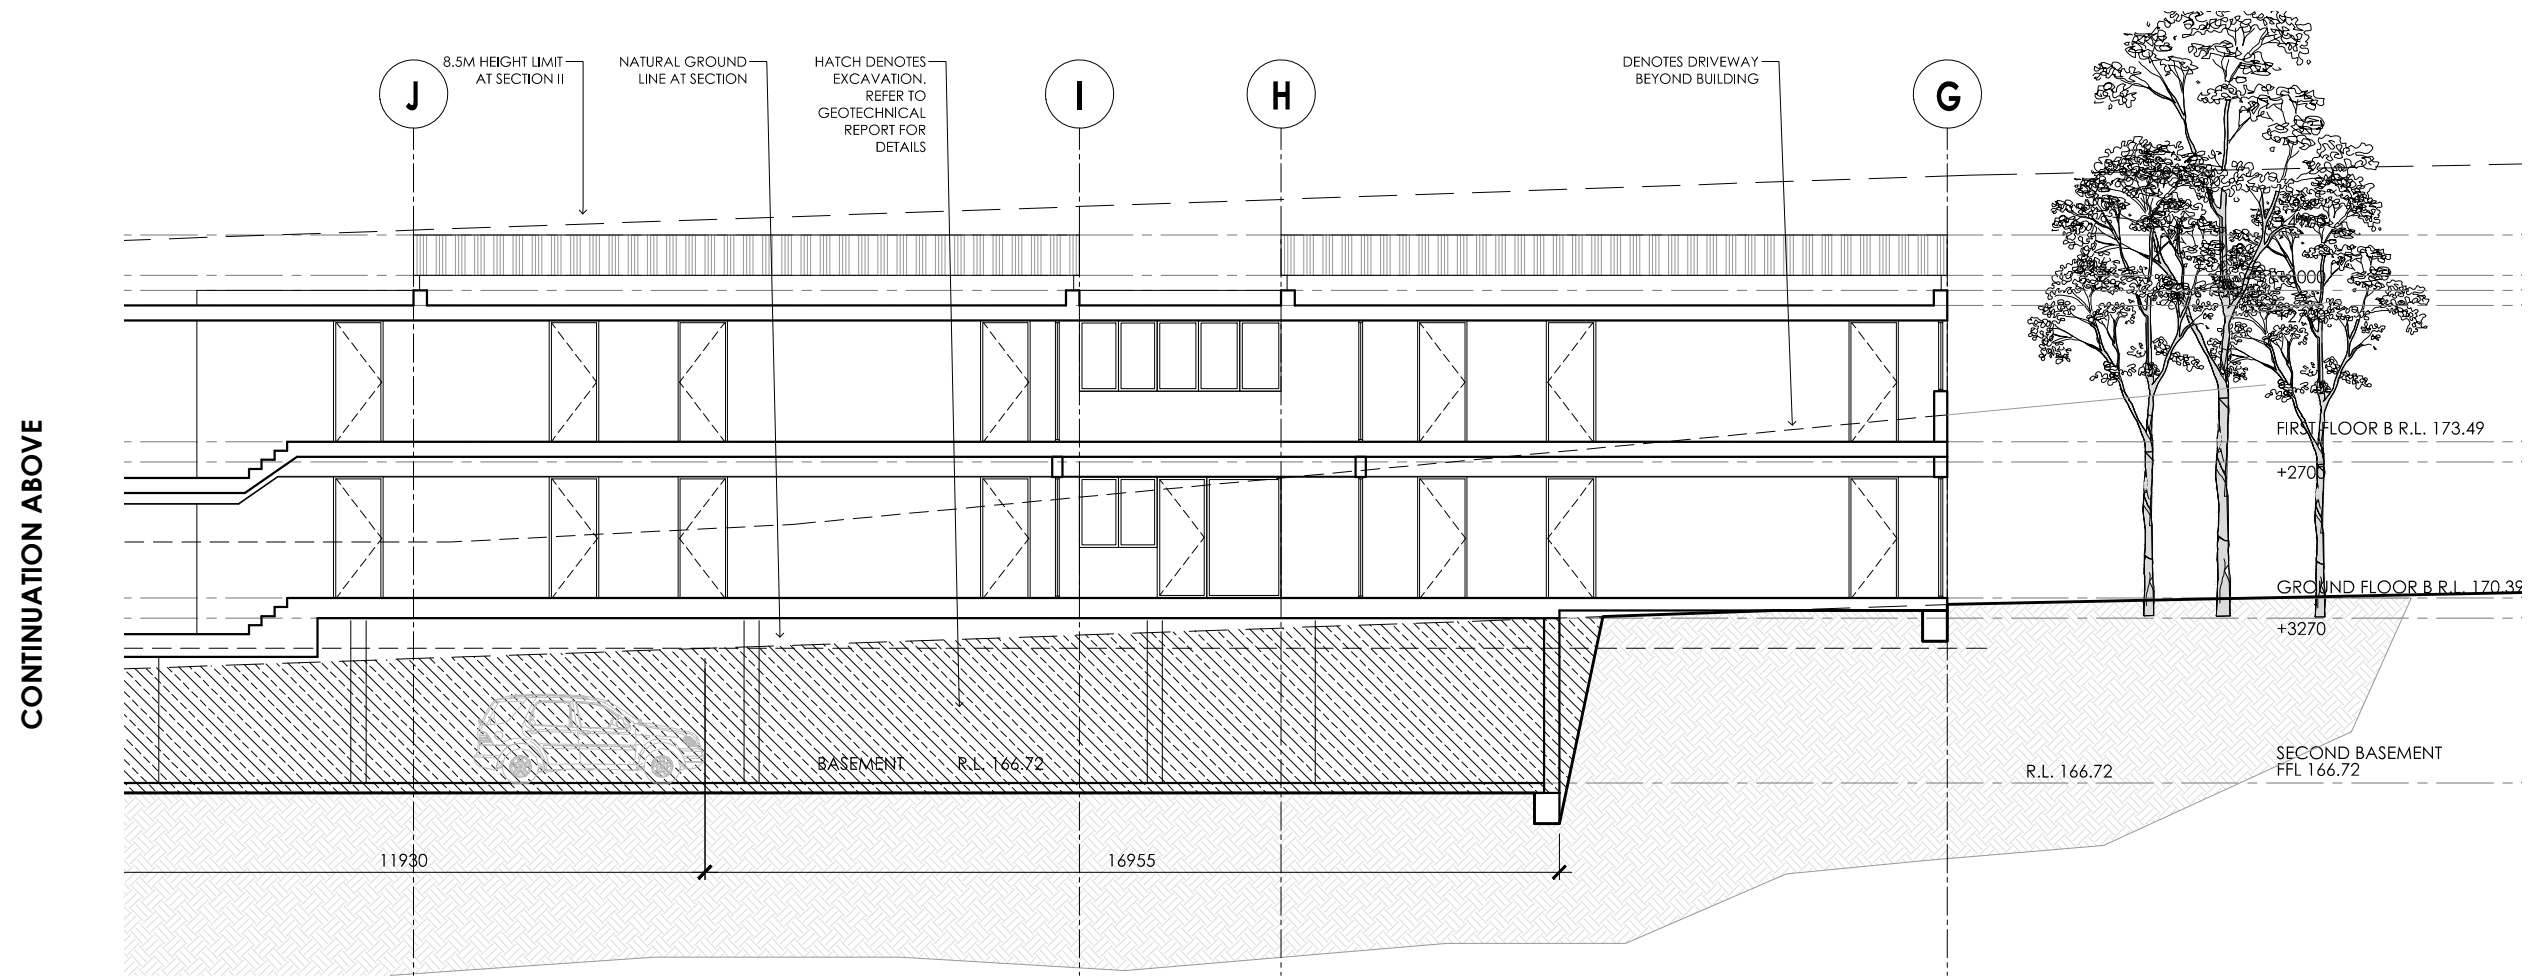 CONTINUATION ABOVE
J
8.5M HEIGHT LIMIT
AT SECTION II
NATURAL GROUND
LINE AT SECTION
HATCH DENOTES
EXCAVATION.
REFER TO
GEOTECHNICAL
REPORT FOR
DETAILS
I
H
DENOTES DRIVEWAY
BEYOND BUILDING
G
FIRST FLOOR B R.L. 173.49
+2700
GROUND FLOOR B R.L. 170.39
+3270
BASEMENT R.L. 166.72
R.L. 166.72
SECOND BASEMENT
FFL 166.72
11930
16955